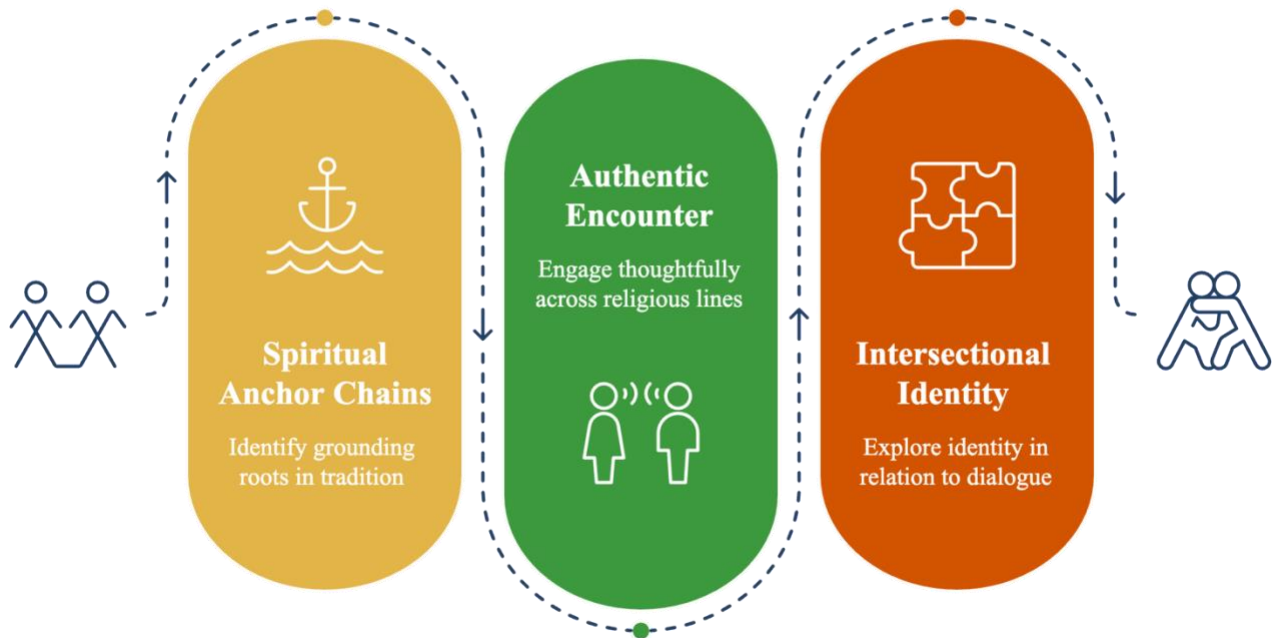 Spiritual
Anchor Chains
Identify grounding
roots in tradition
Authentic
Encounter
Engage thoughtfully
across religious lines
Intersectional
Identity
Explore identity in
relation to dialogue